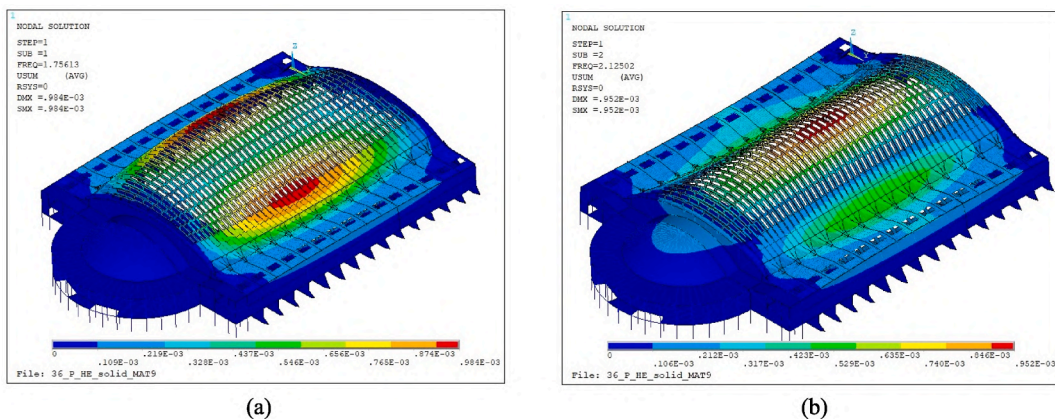 1
NODAL SOLUTION
STEP=1
SUB =1
FREQ=1.75613
USUM (AVG)
RSYS=0
DMX =.984E-03
SMX =.984E-03
Z
0 .219E-03 .437E-03 .656E-03 .874E-03
.109E-03 .328E-03 .546E-03 .765E-03 .984E-03
File: 36_P_HE_solid_MAT9
(a)
1
NODAL SOLUTION
STEP=1
SUB =2
FREQ=2.12502
USUM (AVG)
RSYS=0
DMX =.952E-03
SMX =.952E-03
Z
Y
0 .212E-03 .423E-03 .635E-03 .846E-03
.106E-03 .317E-03 .529E-03 .740E-03 .952E-03
File: 36_P_HE_solid_MAT9
(b)